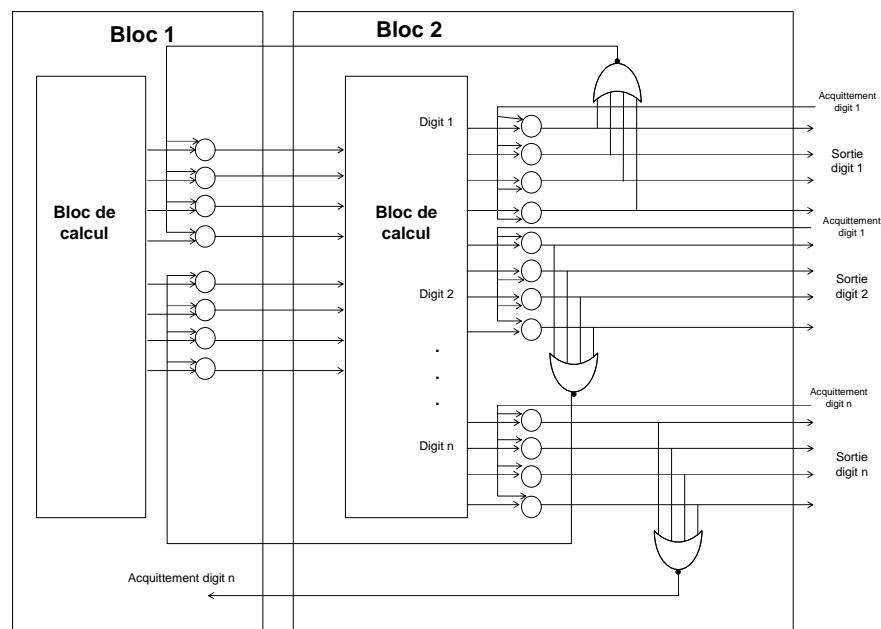 Bloc 1
Bloc 2
Acquittement
digit 1
Digit 1
Sortie
digit 1
Bloc de
calcul
Bloc de
calcul
Acquittement
digit 1
Digit 2
Sortie
digit 2
.
.
.
Acquittement
digit n
Digit n
Sortie
digit n
Acquittement digit n